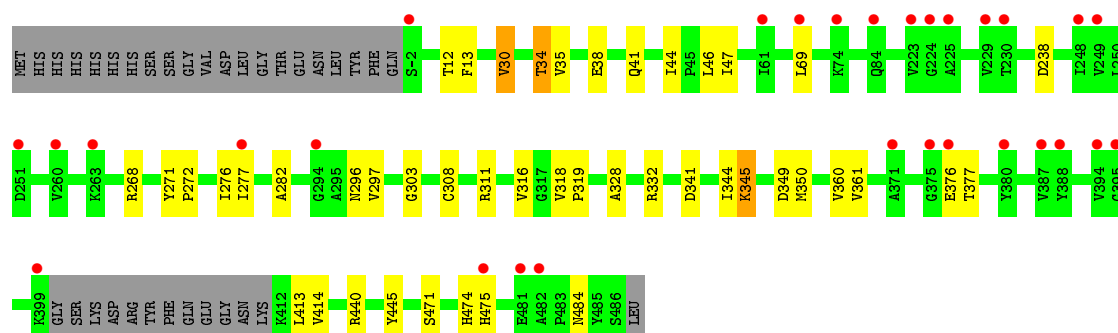 MET HIS HIS HIS HIS HIS HIS SER SER GLY VAL ASP LEU GLY THR GLU ASN LEU TYR PHE GLN S-2 T12 F13 V30 T34 V35 E38 Q41 I44 P45 L46 I47 I61 L69 K74 Q84 V223 G224 A225 V229 T230 D238 I248 V249 L250
D251 V260 K263 R268 Y271 P272 I276 I277 A282 G294 A295 N296 V297 G303 C308 R311 V316 G317 V318 P319 A328 R332 D341 I344 K345 D349 M350 V360 V361 A371 G375 E376 T377 Y380 V387 Y388 V394
K399 GLY SER LYS ASP ARG TYR PHE GLN GLU GLY ASN LYS K412 L413 V414 R440 Y445 S471 H474 H475 E481 A482 P483 N484 Y485 S486 LEU